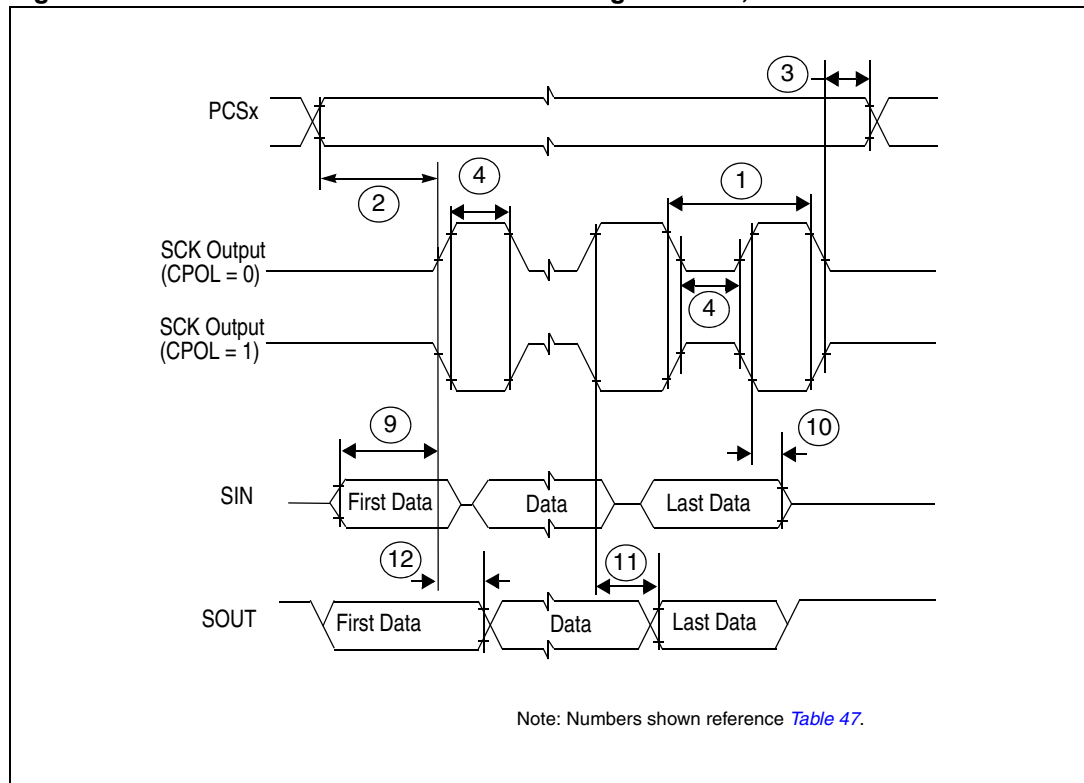 3
PCSx
2
4
1
SCK Output
(CPOL = 0)
4
SCK Output
(CPOL = 1)
9
10
SIN
First Data
Data
Last Data
12
11
SOUT
First Data
Data
Last Data
Note: Numbers shown reference Table 47.